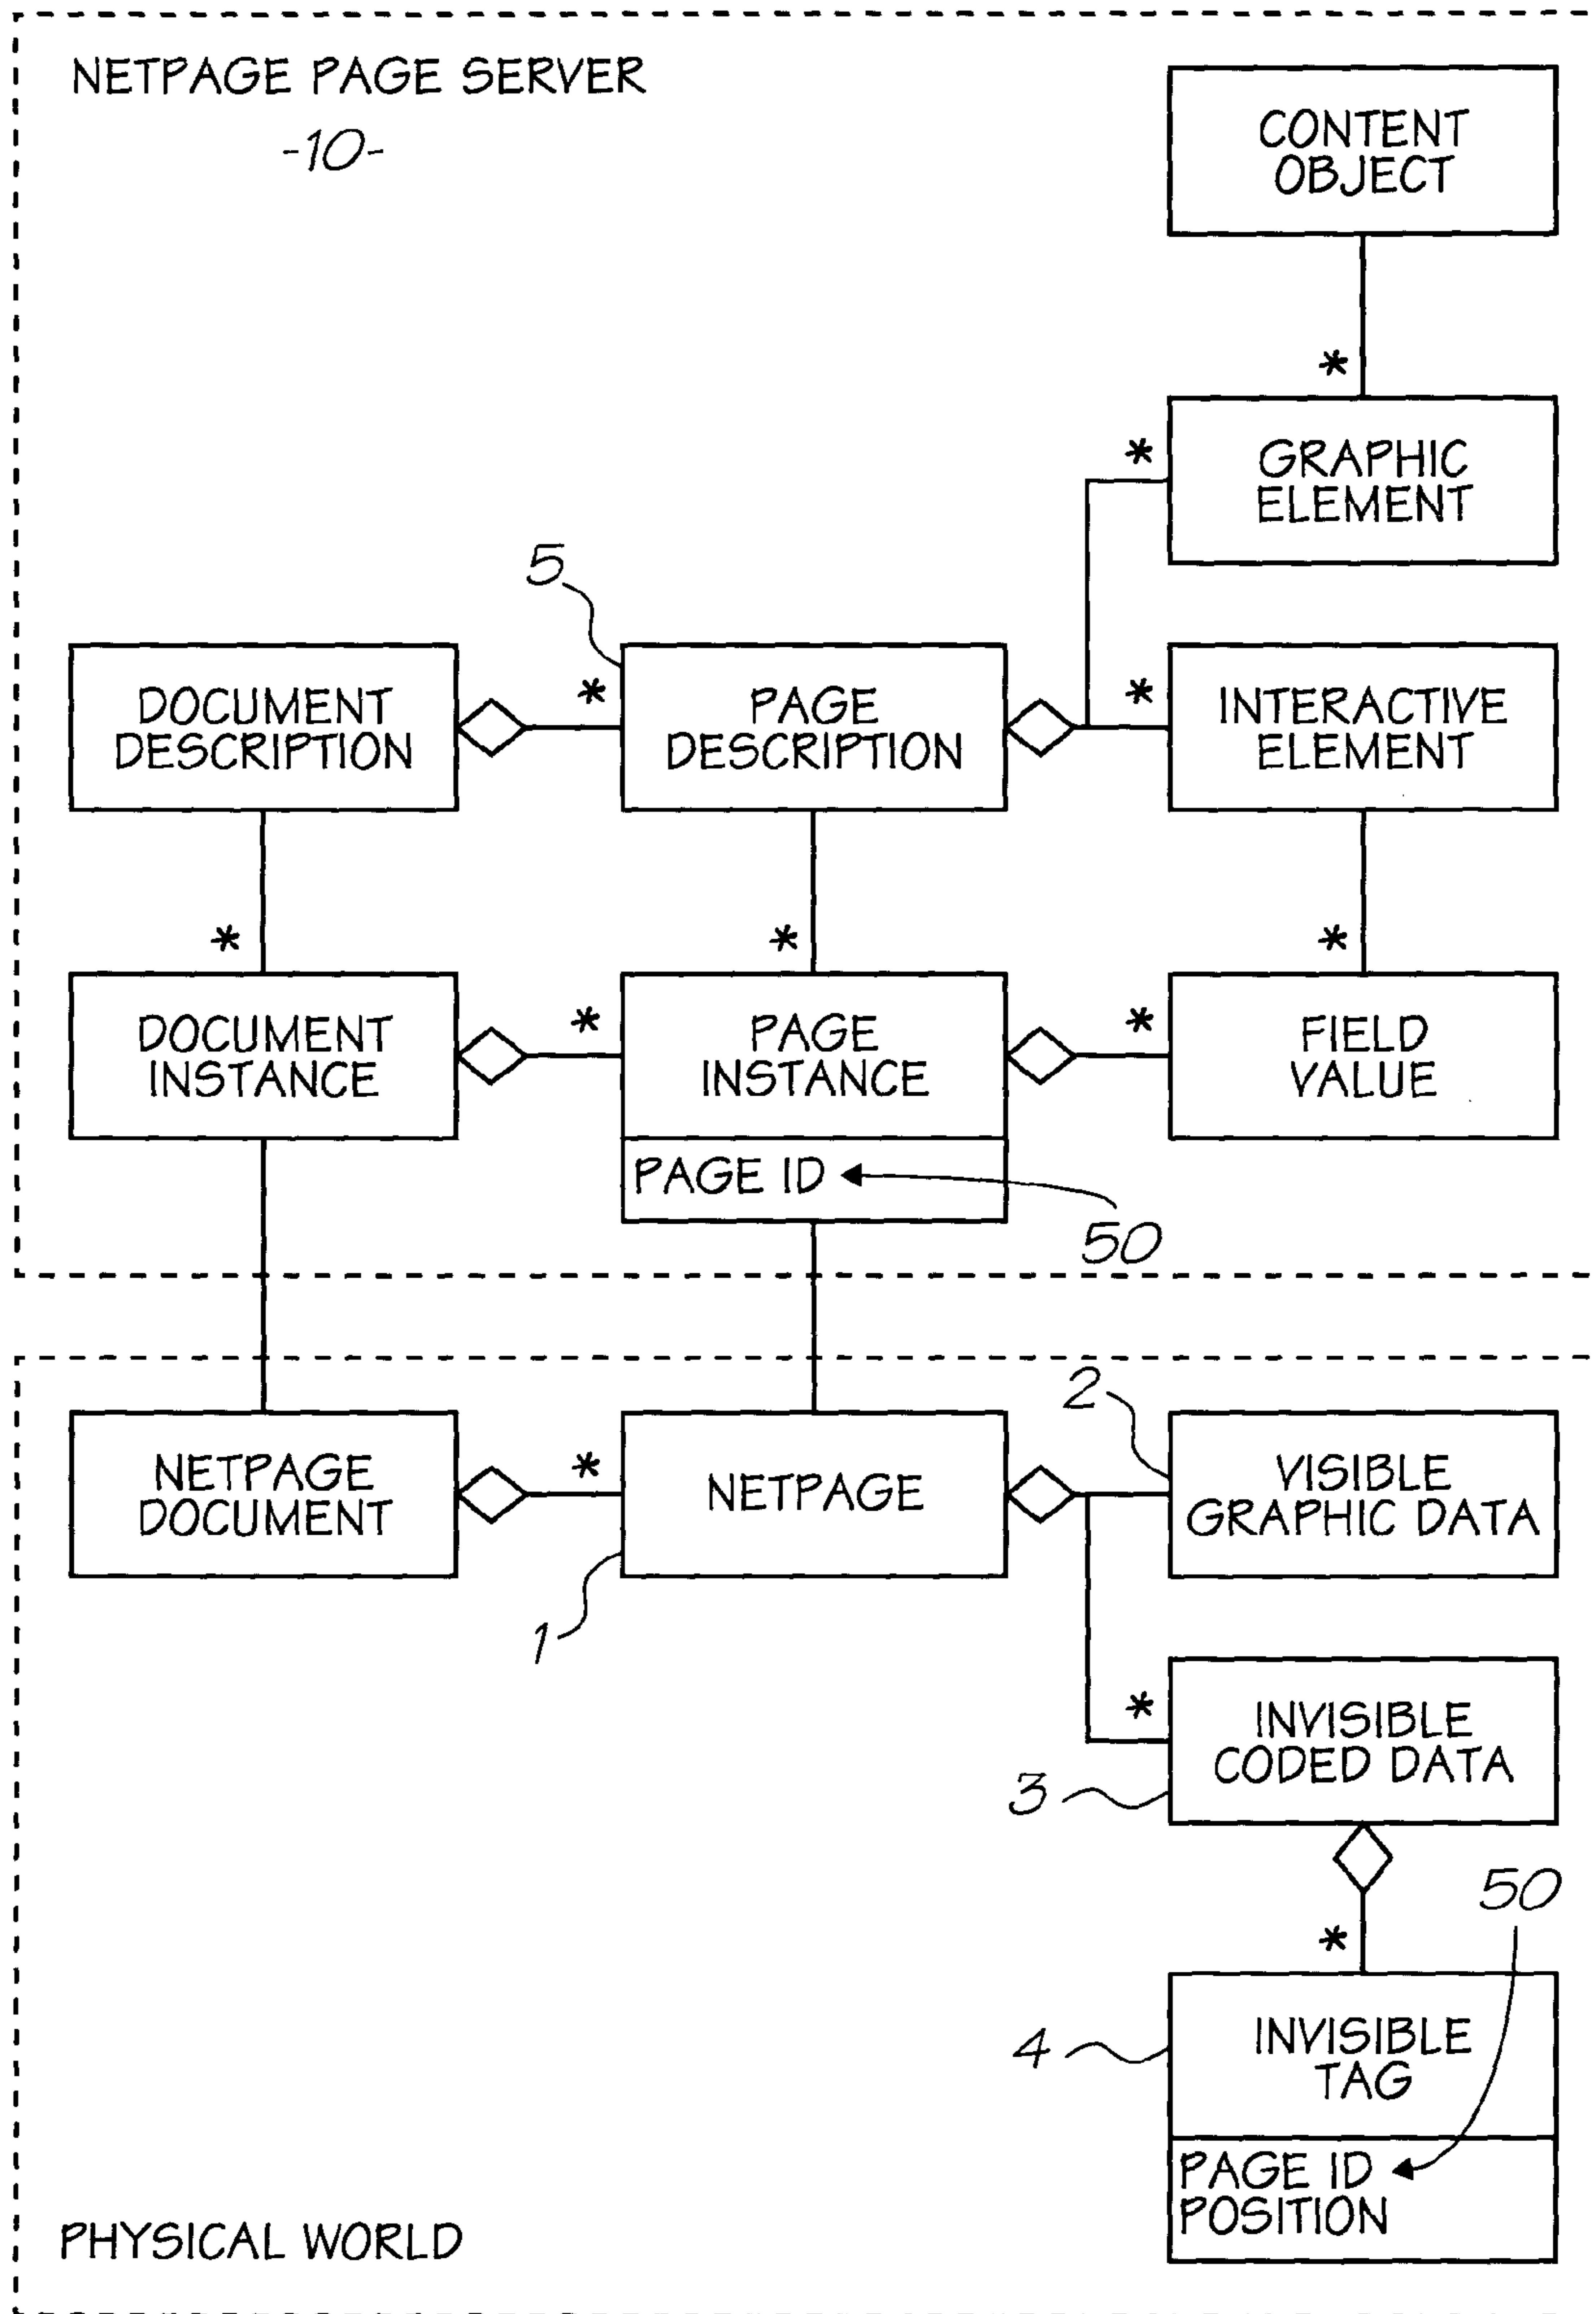 NETPAGE PAGE SERVER
-10-
CONTENT
OBJECT
*
*
GRAPHIC
ELEMENT
5
DOCUMENT
DESCRIPTION
*
PAGE
DESCRIPTION
*
INTERACTIVE
ELEMENT
*
*
*
DOCUMENT
INSTANCE
*
PAGE
INSTANCE
*
FIELD
VALUE
PAGE ID
50
2
NETPAGE
DOCUMENT
*
NETPAGE
VISIBLE
GRAPHIC DATA
1
*
INVISIBLE
CODED DATA
3
50
*
4
INVISIBLE
TAG
PAGE ID
POSITION
PHYSICAL WORLD